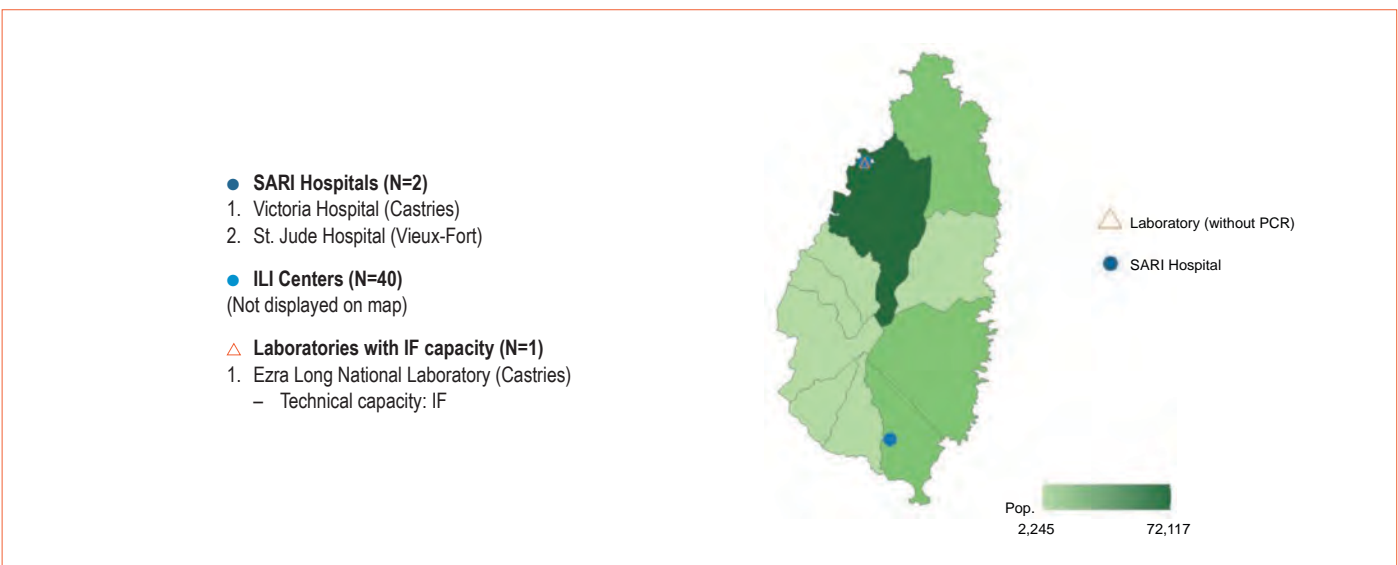 SARI Hospitals (N=2)
1. Victoria Hospital (Castries)
2. St. Jude Hospital (Vieux-Fort)
ILI Centers (N=40)
(Not displayed on map)
Laboratories with IF capacity (N=1)
1. Ezra Long National Laboratory (Castries)
– Technical capacity: IF
Laboratory (without PCR)
SARI Hospital
Pop.
2,245 72,117